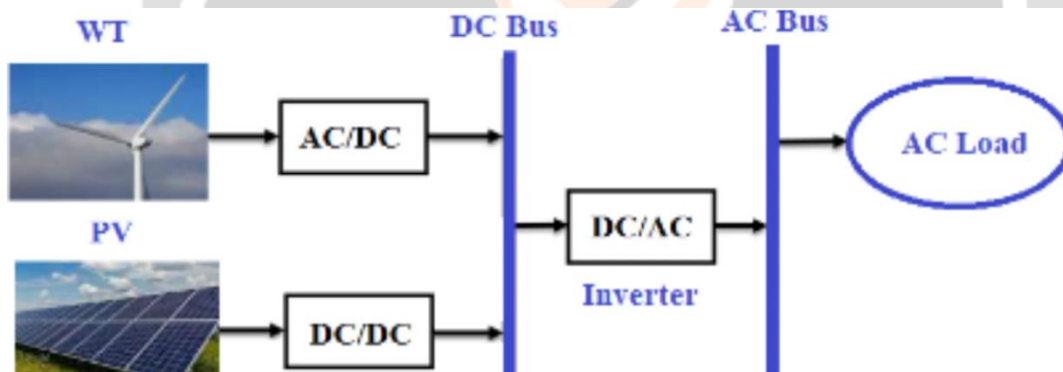 WT
DC Bus
AC Bus
AC/DC
AC Load
PV
DC/AC
Inverter
DC/DC